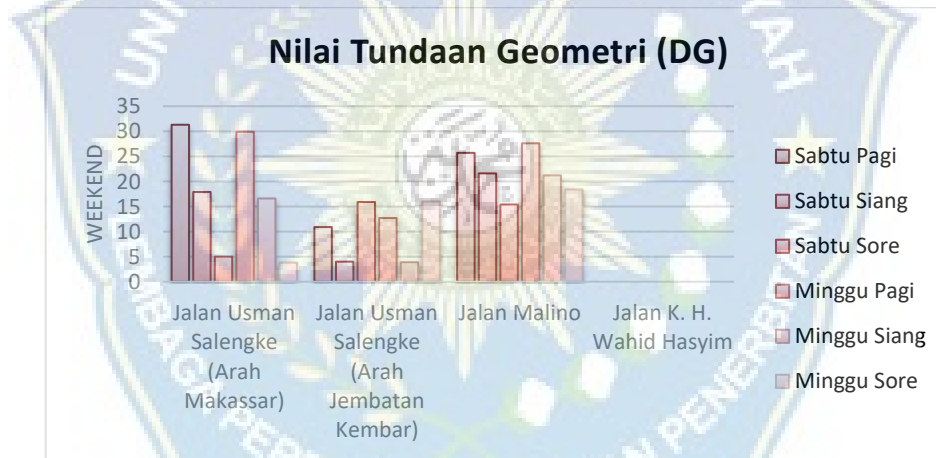 Nilai Tundaan Geometri (DG)
WEEKEND
35
30
25
20
15
10
5
0
Jalan Usman
Salengke
(Arah
Makassar)
Jalan Usman
Salengke
(Arah
Jembatan
Kembar)
Jalan Malino
Jalan K. H.
Wahid Hasyim
Sabtu Pagi
Sabtu Siang
Sabtu Sore
Minggu Pagi
Minggu Siang
Minggu Sore